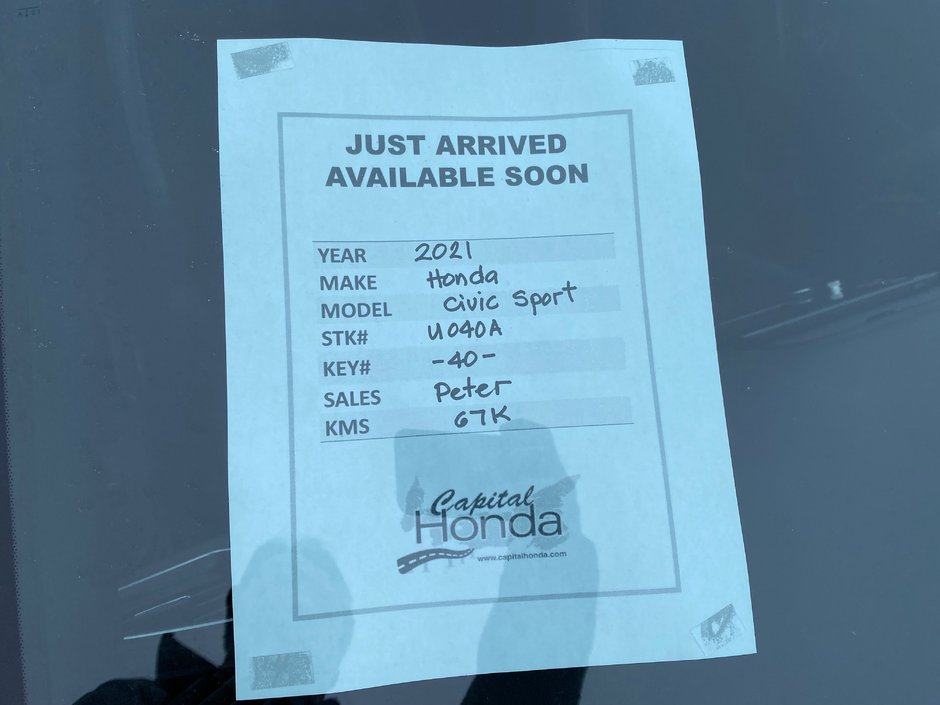 JUST ARRIVED
AVAILABLE SOON
YEAR 2021
MAKE Honda
MODEL Civic Sport
STK# U040A
KEY# -40-
SALES Peter
KMS 67K
Capital
Honda
www.capitalhonda.com